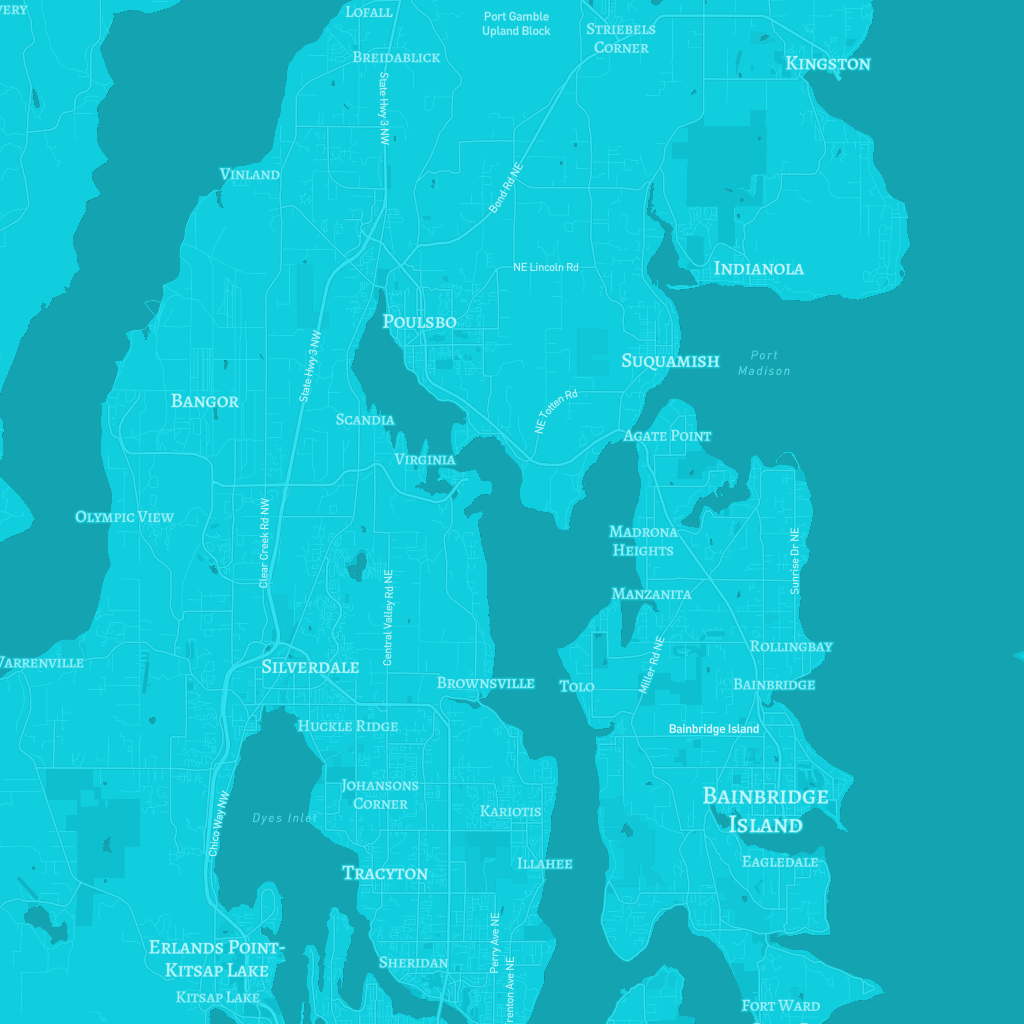 LOFALL
Port Gamble
Upland Block
STRIEBELS
CORNER
BREIDABLICK
KINGSTON
State Hwy 3 NW
VINLAND
Bond Rd NE
NE Lincoln Rd
INDIANOLA
POULSBO
Port
Madison
SUQUAMISH
State Hwy 3 NW
BANGOR
NE Totten Rd
SCANDIA
AGATE POINT
VIRGINIA
OLYMPIC VIEW
Clear Creek Rd NW
MADRONA
HEIGHTS
Sunrise Dr NE
Central Valley Rd NE
MANZANITA
ROLLINGBAY
WARRENVILLE
SILVERDALE
Miller Rd NE
BROWNSVILLE
TOLO
BAINBRIDGE
HUCKLE RIDGE
Bainbridge Island
JOHANSONS
CORNER
BAINBRIDGE
ISLAND
KARIOTIS
Dyes Inlet
Chico Way NW
ILLAHEE
EAGLEDALE
TRACYTON
Perry Ave NE
ERLANDS POINT-
KITSAP LAKE
SHERIDAN
KITSAP LAKE
FORT WARD